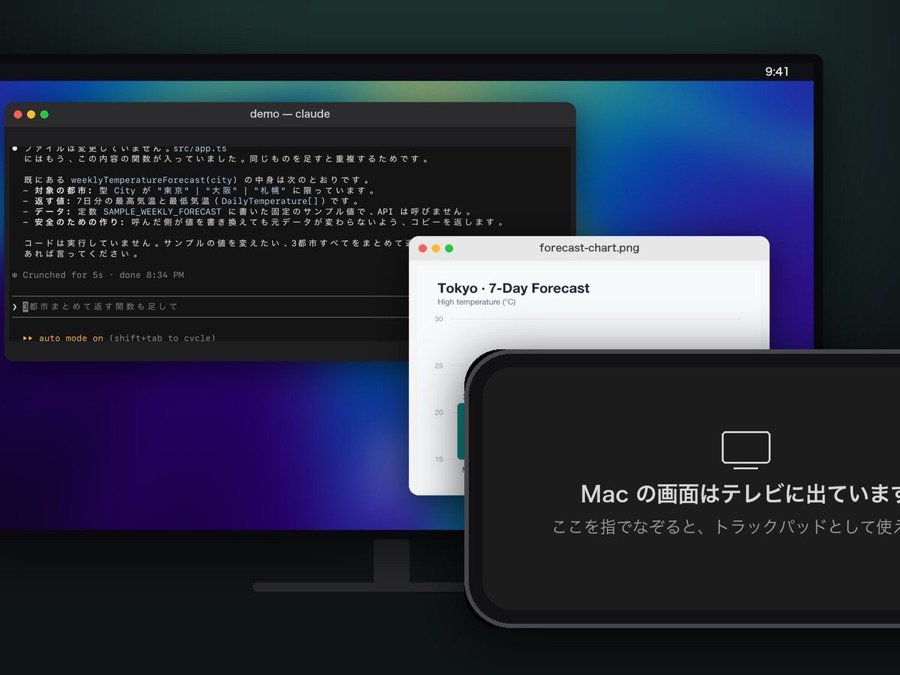 9:41
demo — claude
● ファイルは変更していません。src/app.ts
にはもう、この内容の関数が入っていました。同じものを足すと重複するためです。
既にある weeklyTemperatureForecast(city) の中身は次のとおりです。
– 対象の都市: 型 City が "東京" | "大阪" | "札幌" に限っています。
– 返す値: 7日分の最高気温と最低気温(DailyTemperature[])です。
– データ: 定数 SAMPLE_WEEKLY_FORECAST に書いた固定のサンプル値で、API は呼びません。
– 安全のための作り: 呼んだ側が値を書き換えても元データが変わらないよう、コピーを返します。
コードは実行していません。サンプルの値を変えたい、3都市すべてをまとめて
あれば言ってください。
✻ Crunched for 5s · done 8:34 PM
❯ 3都市まとめて返す関数も足して
⏵⏵ auto mode on (shift+tab to cycle)
forecast-chart.png
Tokyo · 7-Day Forecast
High temperature (°C)
30
25
20
15
Mac の画面はテレビに出ています
ここを指でなぞると、トラックパッドとして使え